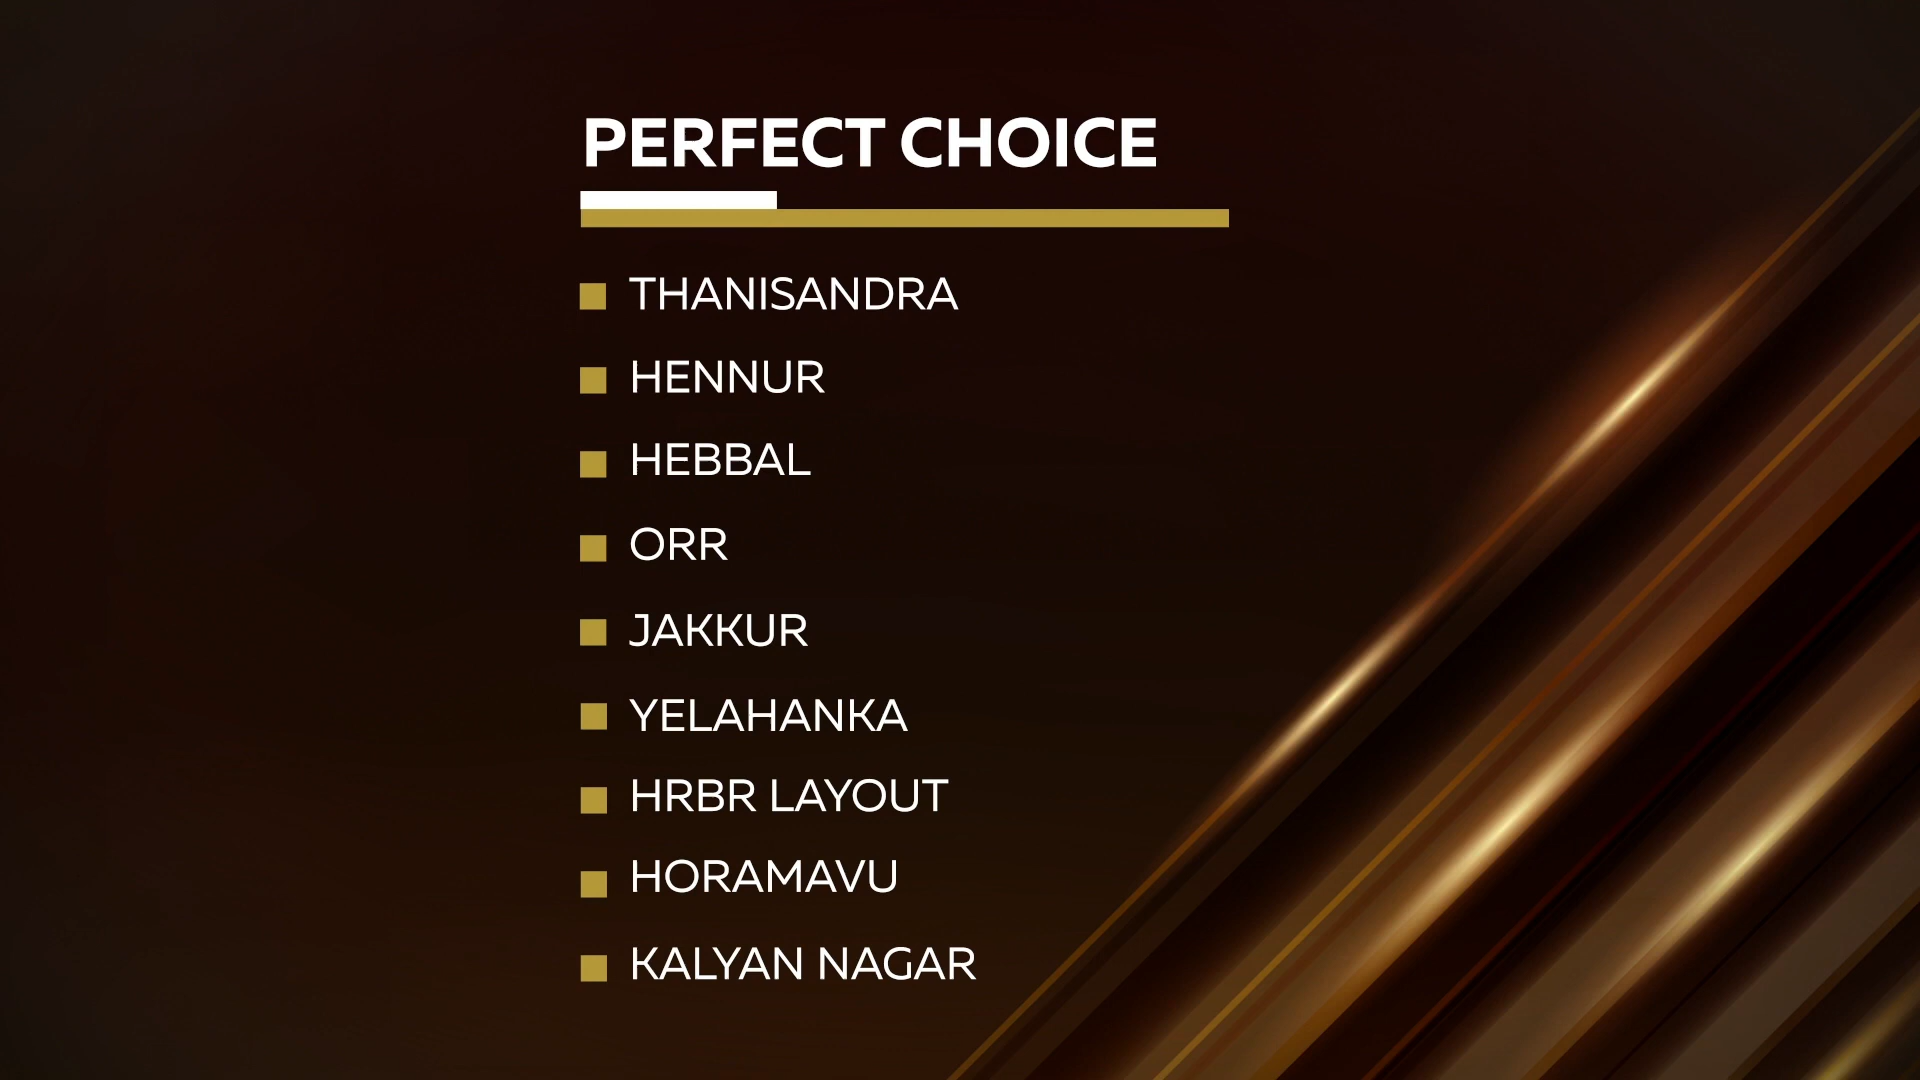 PERFECT CHOICE
THANISANDRA
HENNUR
HEBBAL
ORR
JAKKUR
YELAHANKA
HRBR LAYOUT
HORAMAVU
KALYAN NAGAR